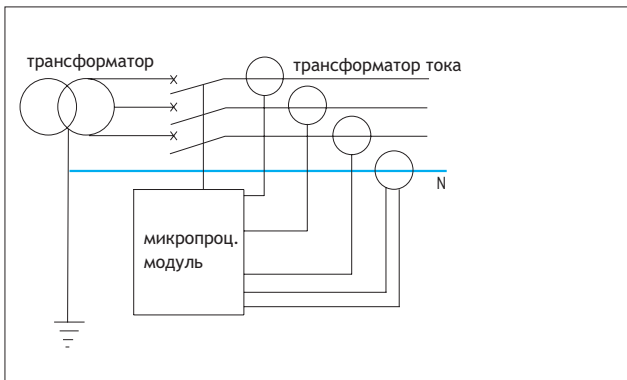 трансформатор
трансформатор тока
N
микропроц.
модуль